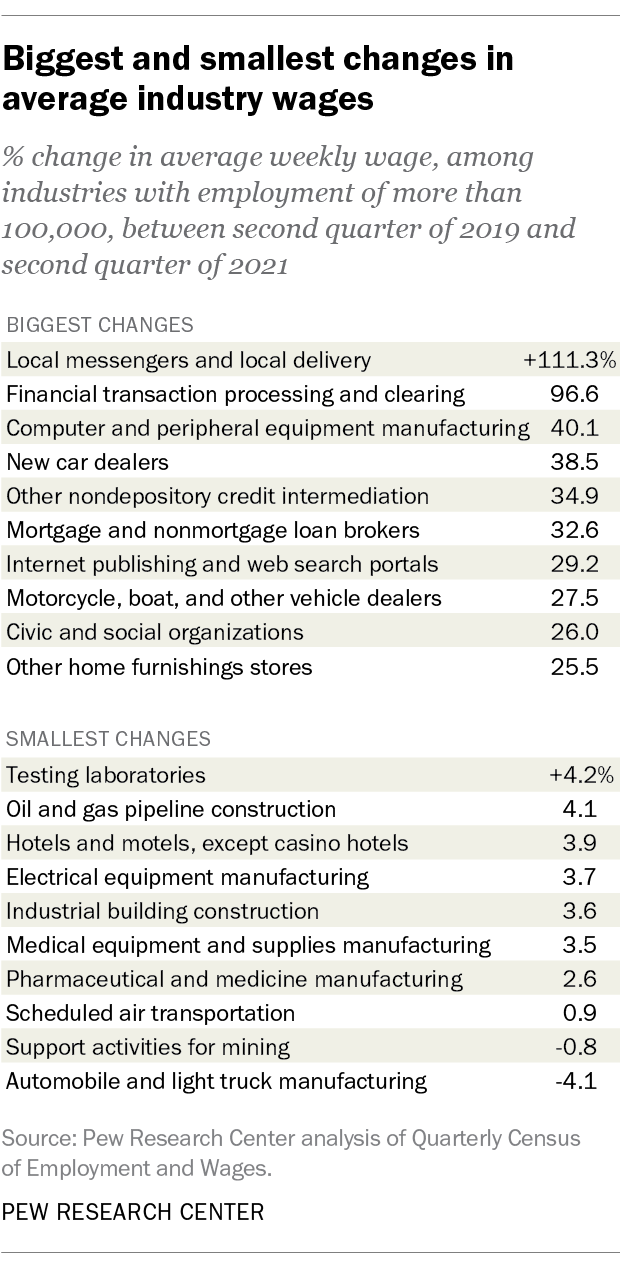 Biggest and smallest changes in
average industry wages
% change in average weekly wage, among
industries with employment of more than
100,000, between second quarter of 2019 and
second quarter of 2021
BIGGEST CHANGES
Local messengers and local delivery +111.3%
Financial transaction processing and clearing 96.6
Computer and peripheral equipment manufacturing 40.1
New car dealers 38.5
Other nondepository credit intermediation 34.9
Mortgage and nonmortgage loan brokers 32.6
Internet publishing and web search portals 29.2
Motorcycle, boat, and other vehicle dealers 27.5
Civic and social organizations 26.0
Other home furnishings stores 25.5
SMALLEST CHANGES
Testing laboratories +4.2%
Oil and gas pipeline construction 4.1
Hotels and motels, except casino hotels 3.9
Electrical equipment manufacturing 3.7
Industrial building construction 3.6
Medical equipment and supplies manufacturing 3.5
Pharmaceutical and medicine manufacturing 2.6
Scheduled air transportation 0.9
Support activities for mining -0.8
Automobile and light truck manufacturing -4.1
Source: Pew Research Center analysis of Quarterly Census
of Employment and Wages.
PEW RESEARCH CENTER